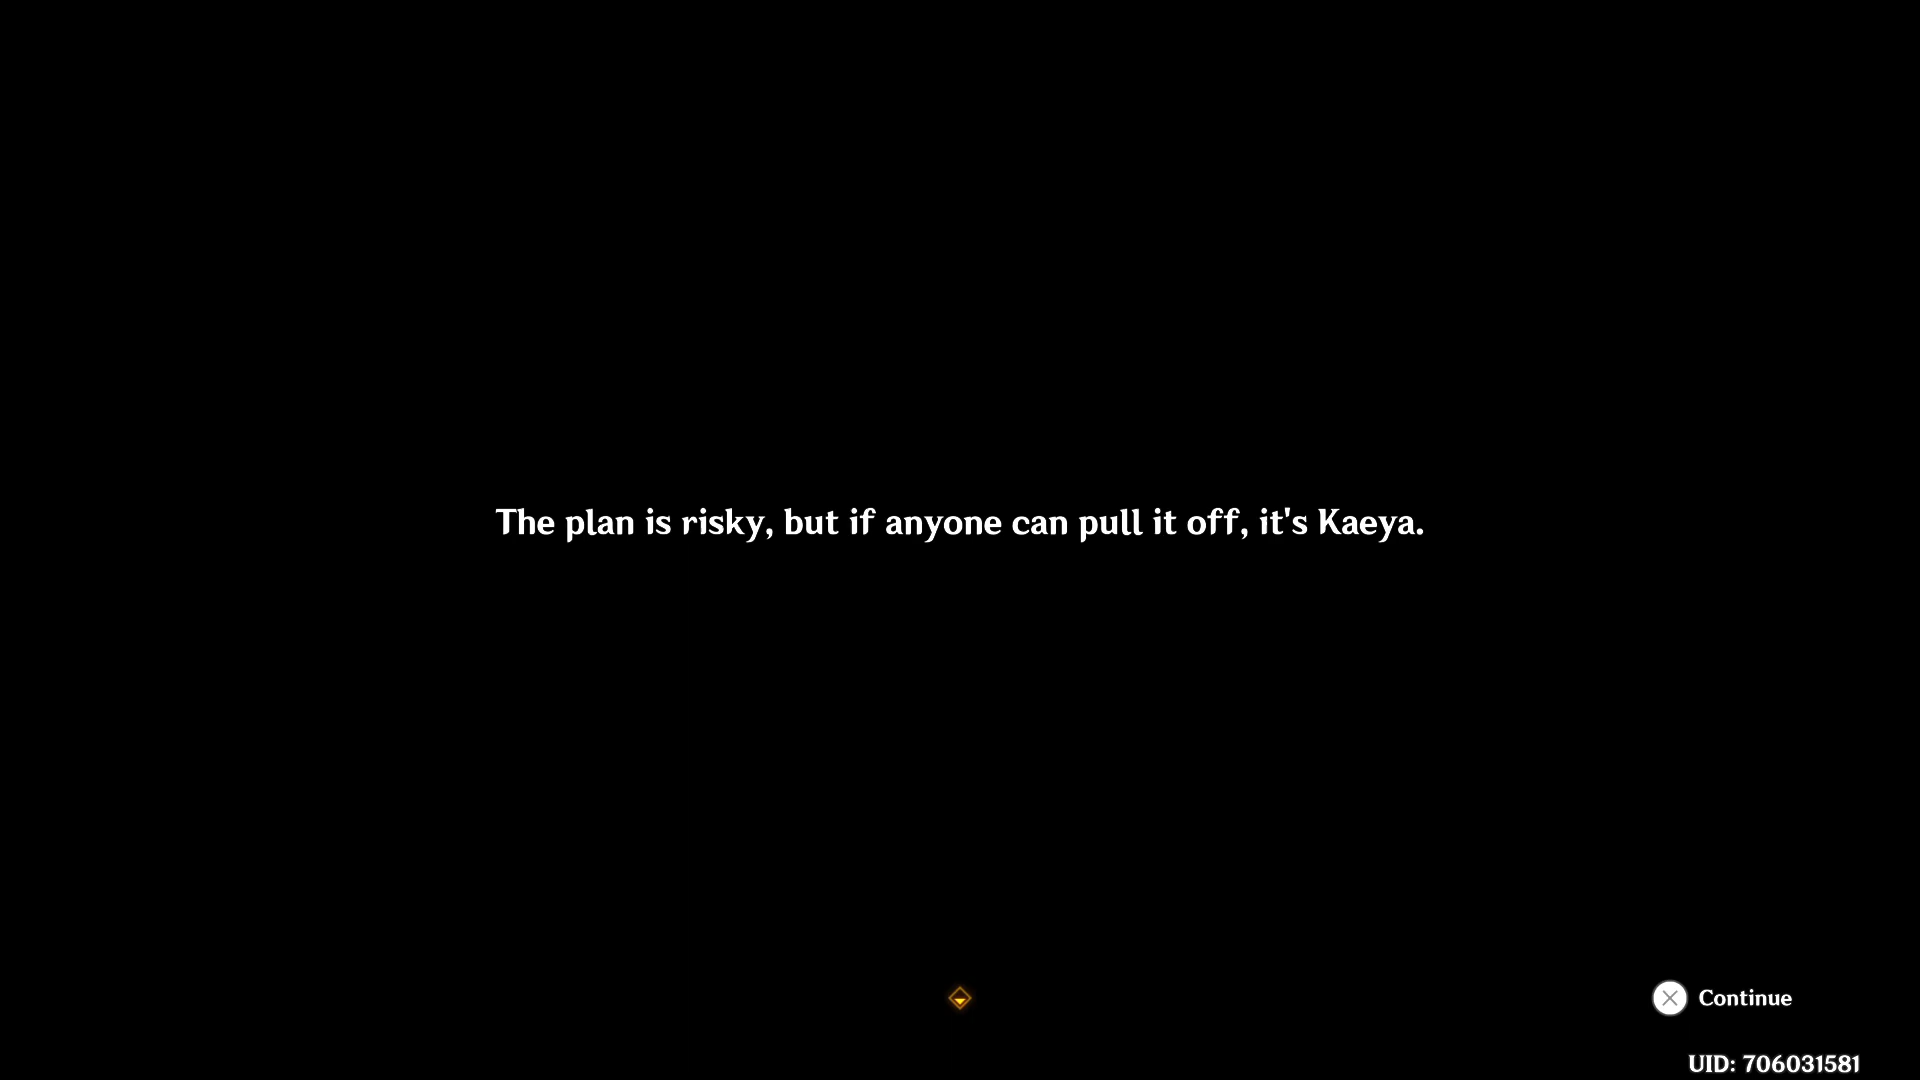 The plan is risky, but if anyone can pull it off, it's Kaeya.
Continue
UID: 706031581